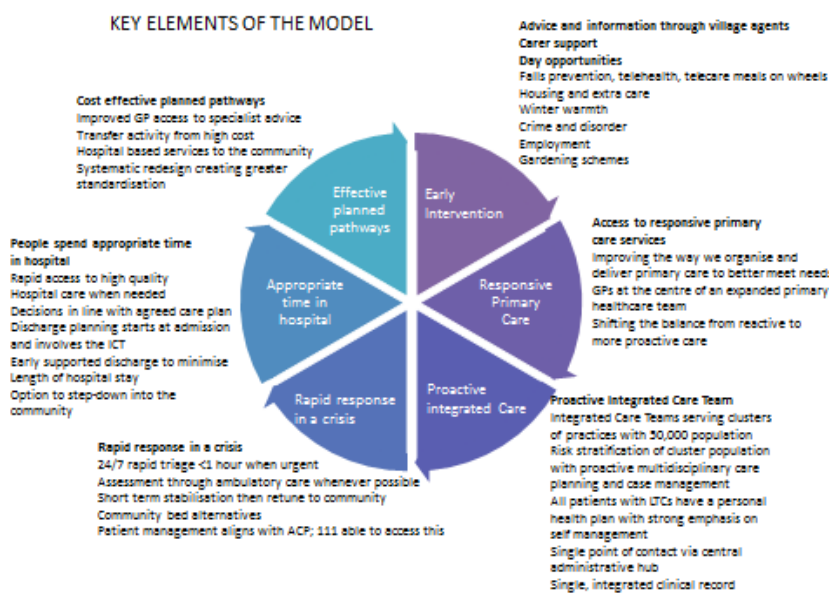 KEY ELEMENTS OF THE MODEL
Advice and information through village agents
Carer support
Day opportunities
Falls prevention, telehealth, telecare meals on wheels
Housing and extra care
Winter warmth
Crime and disorder
Employment
Gardening schemes
Cost effective planned pathways
Improved GP access to specialist advice
Transfer activity from high cost
Hospital based services to the community
Systematic redesign creating greater
standardisation
Effective
planned
pathways
Early
Intervention
Access to responsive primary
care services
Improving the way we organise and
deliver primary care to better meet needs
GPs at the centre of an expanded primary
healthcare team
Shifting the balance from reactive to
more proactive care
People spend appropriate time
in hospital
Rapid access to high quality
Hospital care when needed
Decisions in line with agreed care plan
Discharge planning starts at admission
and involves the ICT
Early supported discharge to minimise
Length of hospital stay
Option to step-down into the
community
Appropriate
time in
hospital
Responsive
Primary
Care
Rapid response
in a crisis
Proactive
integrated Care
Proactive Integrated Care Team
Integrated Care Teams serving clusters
of practices with 30,000 population
Risk stratification of cluster population
with proactive multidisciplinary care
planning and case management
All patients with LTCs have a personal
health plan with strong emphasis on
self management
Single point of contact via central
administrative hub
Single, integrated clinical record
Rapid response in a crisis
24/7 rapid triage <1 hour when urgent
Assessment through ambulatory care whenever possible
Short term stabilisation then retune to community
Community bed alternatives
Patient management aligns with ACP; 111 able to access this